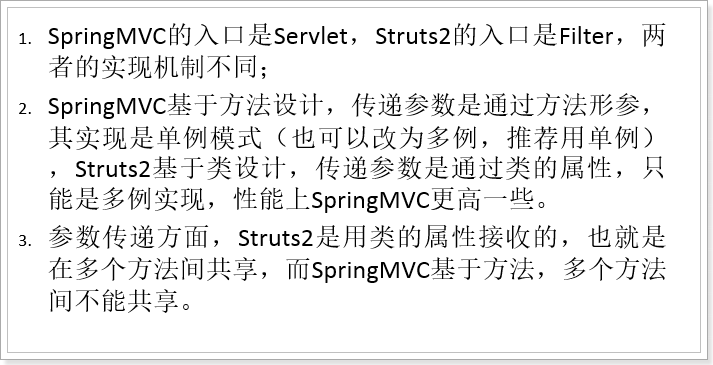 1. SpringMVC的入口是Servlet，Struts2的入口是Filter，两
者的实现机制不同；
2. SpringMVC基于方法设计，传递参数是通过方法形参，
其实现是单例模式（也可以改为多例，推荐用单例）
，Struts2基于类设计，传递参数是通过类的属性，只
能是多例实现，性能上SpringMVC更高一些。
3. 参数传递方面，Struts2是用类的属性接收的，也就是
在多个方法间共享，而SpringMVC基于方法，多个方法
间不能共享。